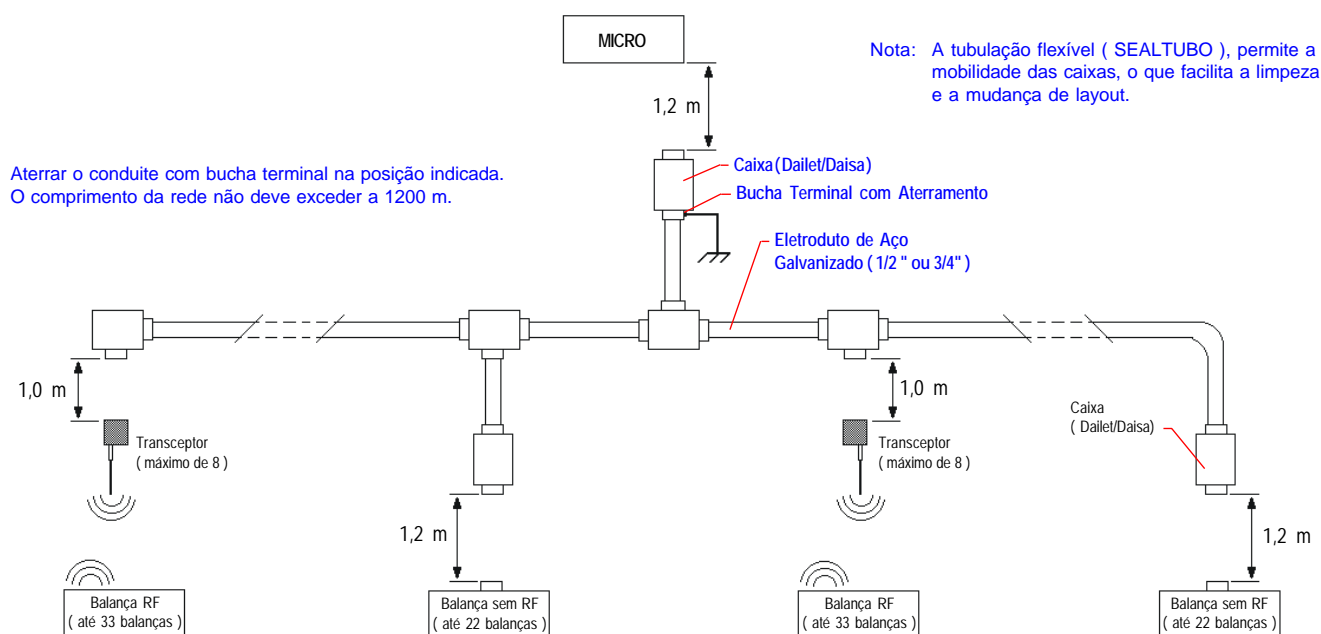 MICRO
Nota: A tubulação flexível ( SEALTUBO ), permite a
mobilidade das caixas, o que facilita a limpeza
e a mudança de layout.
1,2 m
Aterrar o conduite com bucha terminal na posição indicada.
O comprimento da rede não deve exceder a 1200 m.
Caixa (Dailet/Daisa)
Bucha Terminal com Aterramento
Eletroduto de Aço
Galvanizado ( 1/2 " ou 3/4" )
1,0 m
Transceptor
( máximo de 8 )
1,0 m
Transceptor
( máximo de 8 )
Caixa
( Dailet/Daisa)
1,2 m
1,2 m
Balança RF
( até 33 balanças )
Balança sem RF
( até 22 balanças )
Balança RF
( até 33 balanças )
Balança sem RF
( até 22 balanças )